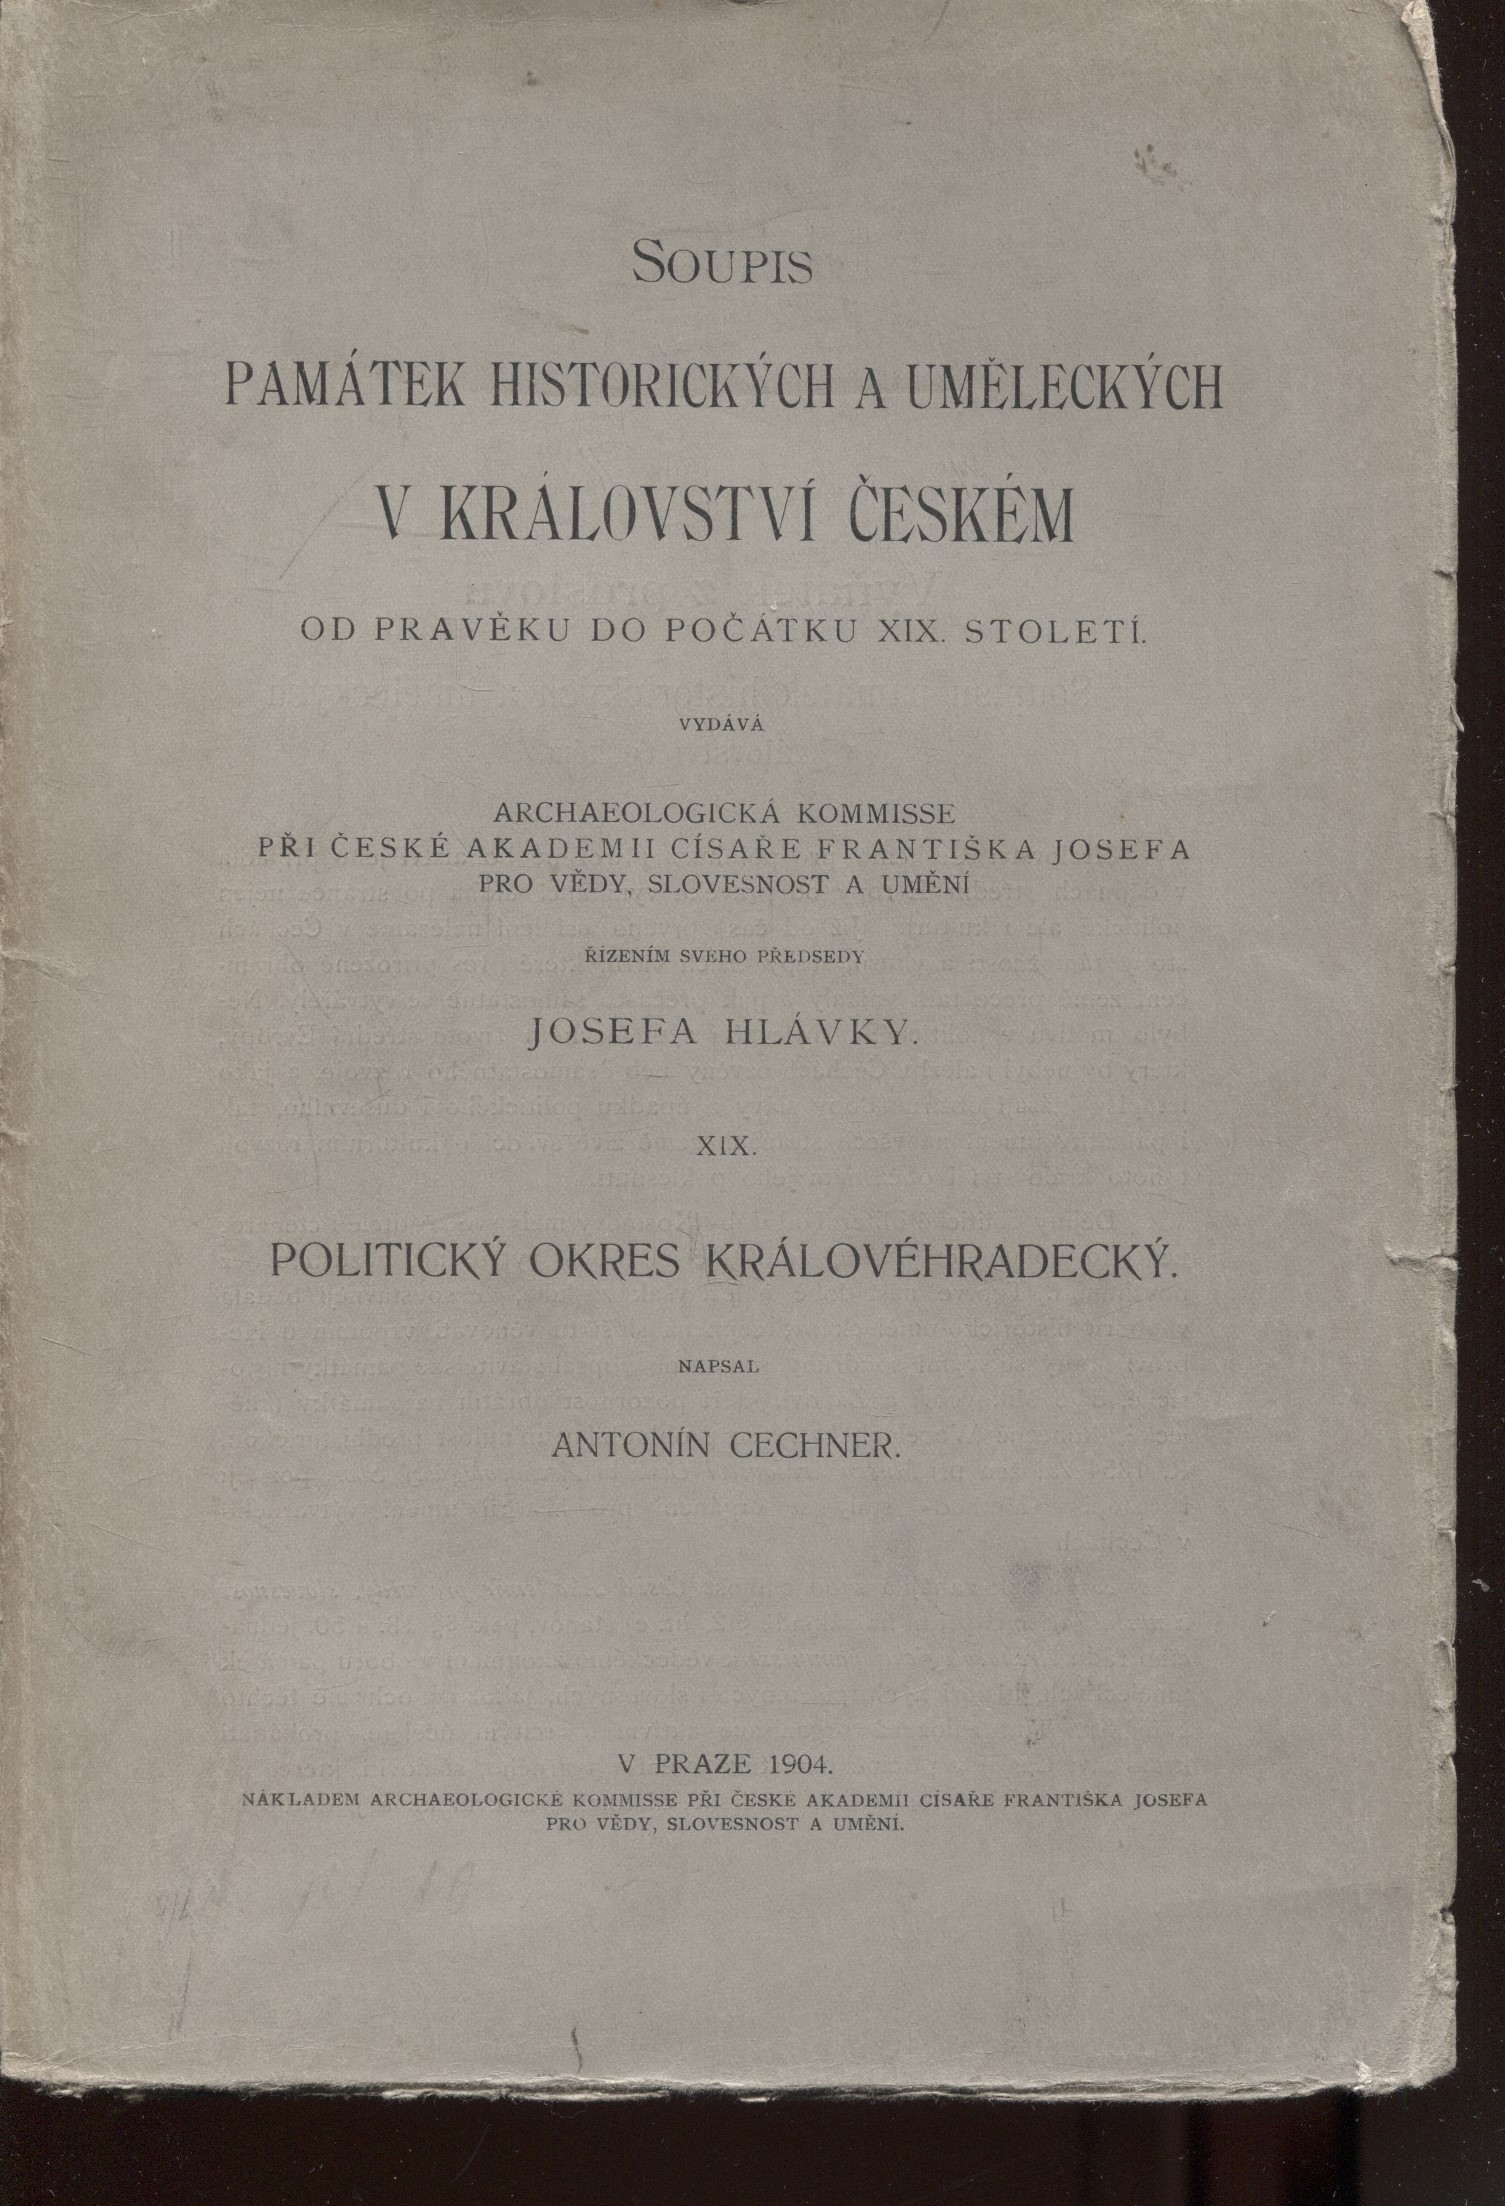 SOUPIS
PAMÁTEK HISTORICKÝCH A UMĚLECKÝCH
V KRÁLOVSTVÍ ČESKÉM
OD PRAVĚKU DO POČÁTKU XIX. STOLETÍ.
VYDÁVÁ
ARCHAEOLOGICKÁ KOMMISSE
PŘI ČESKÉ AKADEMII CÍSAŘE FRANTIŠKA JOSEFA
PRO VĚDY, SLOVESNOST A UMĚNÍ
ŘÍZENÍM SVÉHO PŘEDSEDY
JOSEFA HLÁVKY.
XIX.
POLITICKÝ OKRES KRÁLOVÉHRADECKÝ.
NAPSAL
ANTONÍN CECHNER.
V PRAZE 1904.
NÁKLADEM ARCHAEOLOGICKÉ KOMMISSE PŘI ČESKÉ AKADEMII CÍSAŘE FRANTIŠKA JOSEFA
PRO VĚDY, SLOVESNOST A UMĚNÍ.